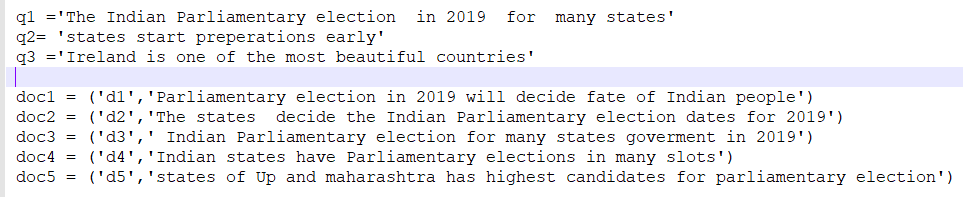 q1 ='The Indian Parliamentary election  in 2019  for  many states'
q2= 'states start preperations early'
q3 ='Ireland is one of the most beautiful countries'
doc1 = ('d1','Parliamentary election in 2019 will decide fate of Indian people')
doc2 = ('d2','The states  decide the Indian Parliamentary election dates for 2019')
doc3 = ('d3',' Indian Parliamentary election for many states goverment in 2019')
doc4 = ('d4','Indian states have Parliamentary elections in many slots')
doc5 = ('d5','states of Up and maharashtra has highest candidates for parliamentary election')